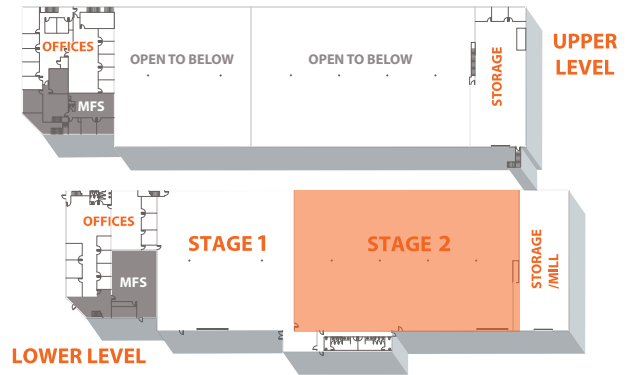 OFFICES
OPEN TO BELOW
OPEN TO BELOW
UPPER
LEVEL
STORAGE
MFS
OFFICES
STAGE 1
STAGE 2
STORAGE
/MILL
MFS
LOWER LEVEL